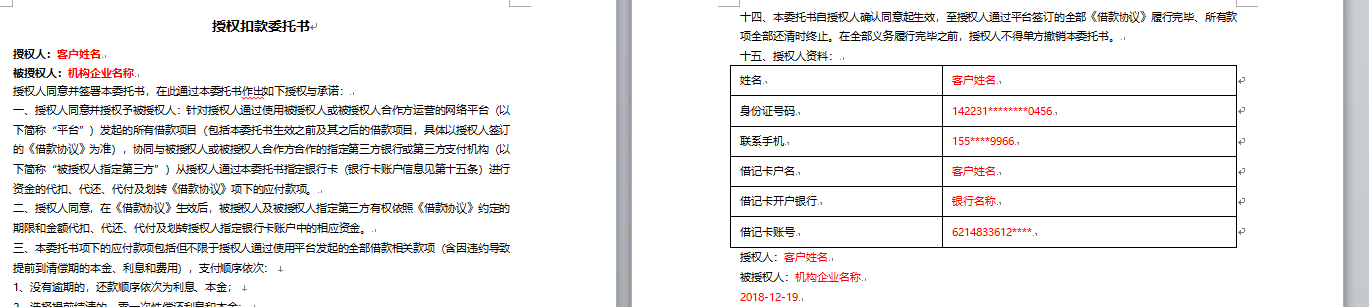 授权扣款委托书
授权人：客户姓名
被授权人：机构企业名称
授权人同意并签署本委托书，在此通过本委托书作出如下授权与承诺：
一、授权人同意并授权予被授权人：针对授权人通过使用被授权人或被授权人合作方运营的网络平台（以
下简称“平台”）发起的所有借款项目（包括本委托书生效之前及其之后的借款项目，具体以授权人签订
的《借款协议》为准），协同与被授权人或被授权人合作方合作的指定第三方银行或第三方支付机构（以
下简称“被授权人指定第三方”）从授权人通过本委托书指定银行卡（银行卡账户信息见第十五条）进行
资金的代扣、代还、代付及划转《借款协议》项下的应付款项。
二、授权人同意，在《借款协议》生效后，被授权人及被授权人指定第三方有权依照《借款协议》约定的
期限和金额代扣、代还、代付及划转授权人指定银行卡账户中的相应资金。
三、本委托书项下的应付款项包括但不限于授权人通过使用平台发起的全部借款相关款项（含因违约导致
提前到清偿期的本金、利息和费用），支付顺序依次：
1、没有逾期的，还款顺序依次为利息、本金；
2、选择提前结清的，需一次性偿还利息和本金；
十四、本委托书自授权人确认同意起生效，至授权人通过平台签订的全部《借款协议》履行完毕、所有款
项全部还清时终止。在全部义务履行完毕之前，授权人不得单方撤销本委托书。
十五、授权人资料：
姓名 客户姓名
身份证号码 142231********0456
联系手机 155****9966
借记卡户名 客户姓名
借记卡开户银行 银行名称
借记卡账号 6214833612****
授权人：客户姓名
被授权人：机构企业名称
2018-12-19